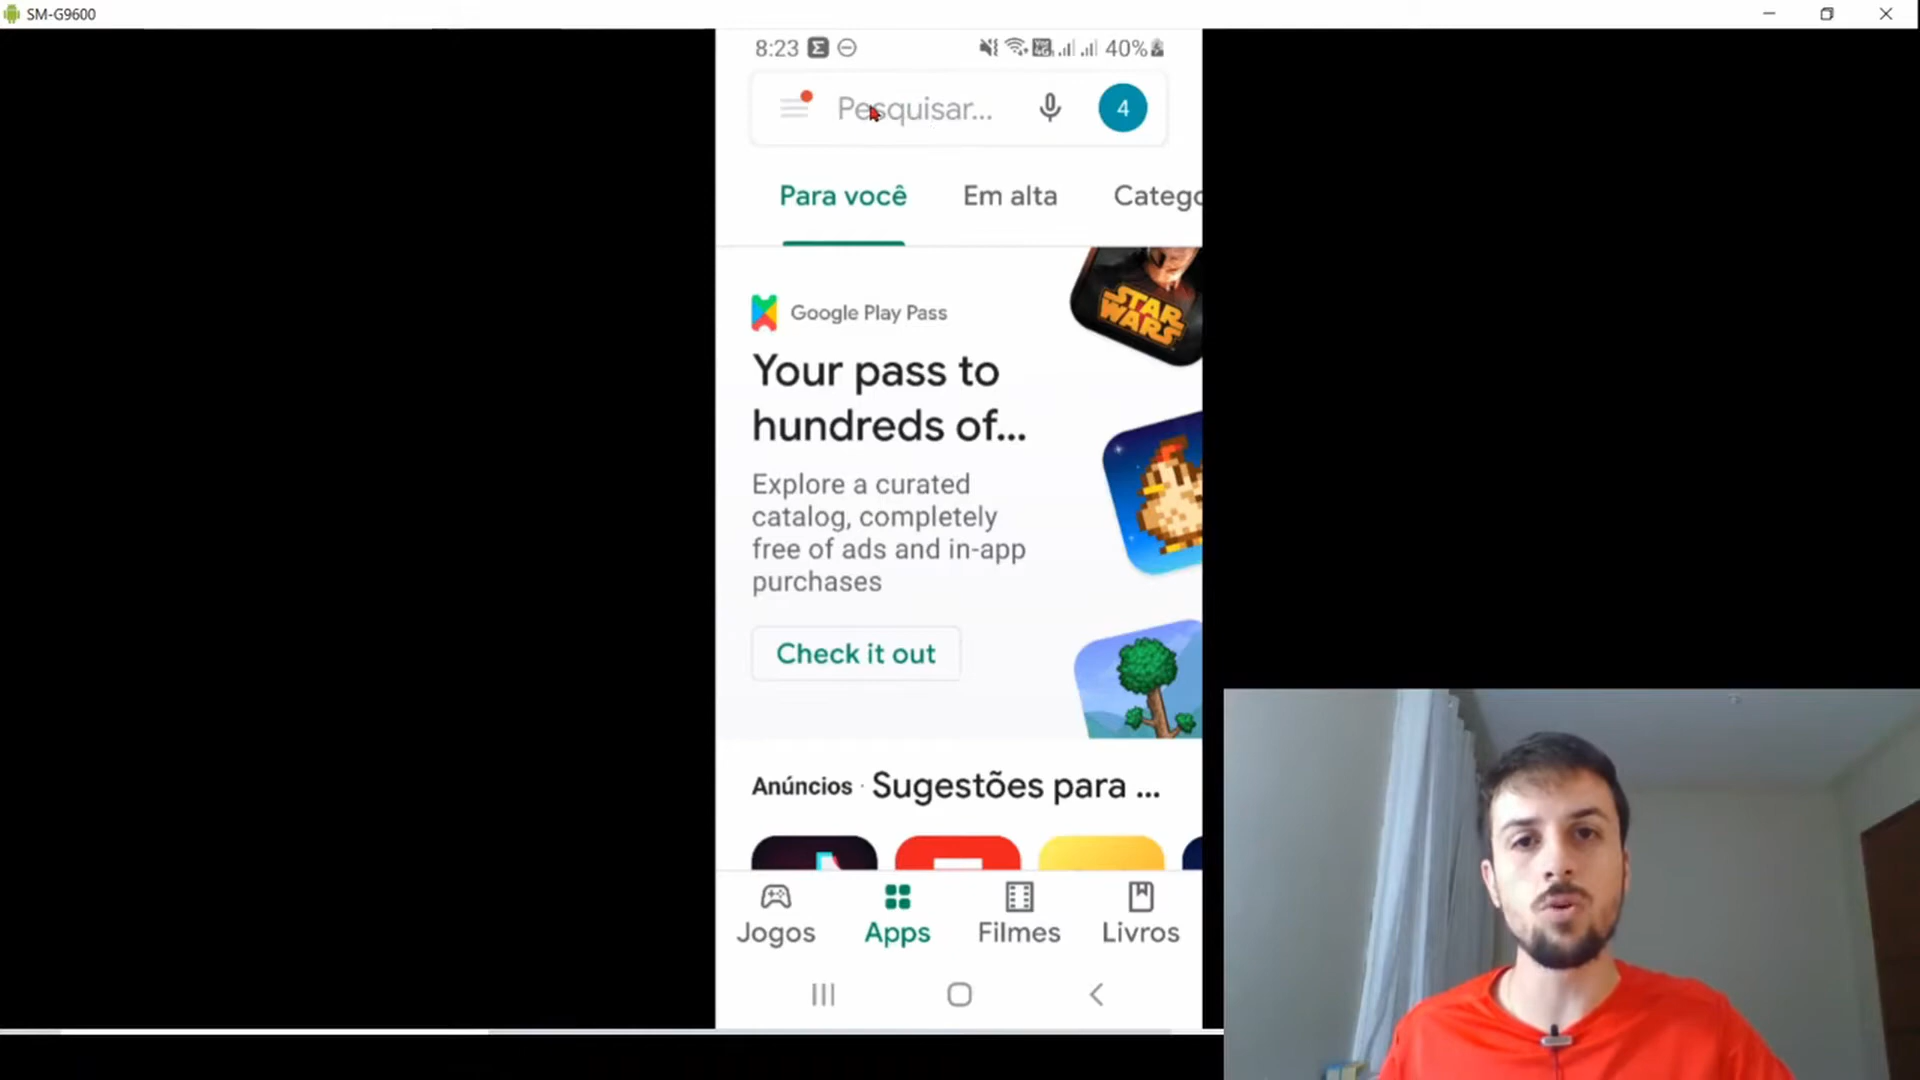 SM-G9600
8:23
40%
Pesquisar...
4
Para você
Em alta
Catego
STAR
WARS
Google Play Pass
Your pass to
hundreds of...
Explore a curated
catalog, completely
free of ads and in-app
purchases
Check it out
Anúncios · Sugestões para ...
Jogos
Apps
Filmes
Livros